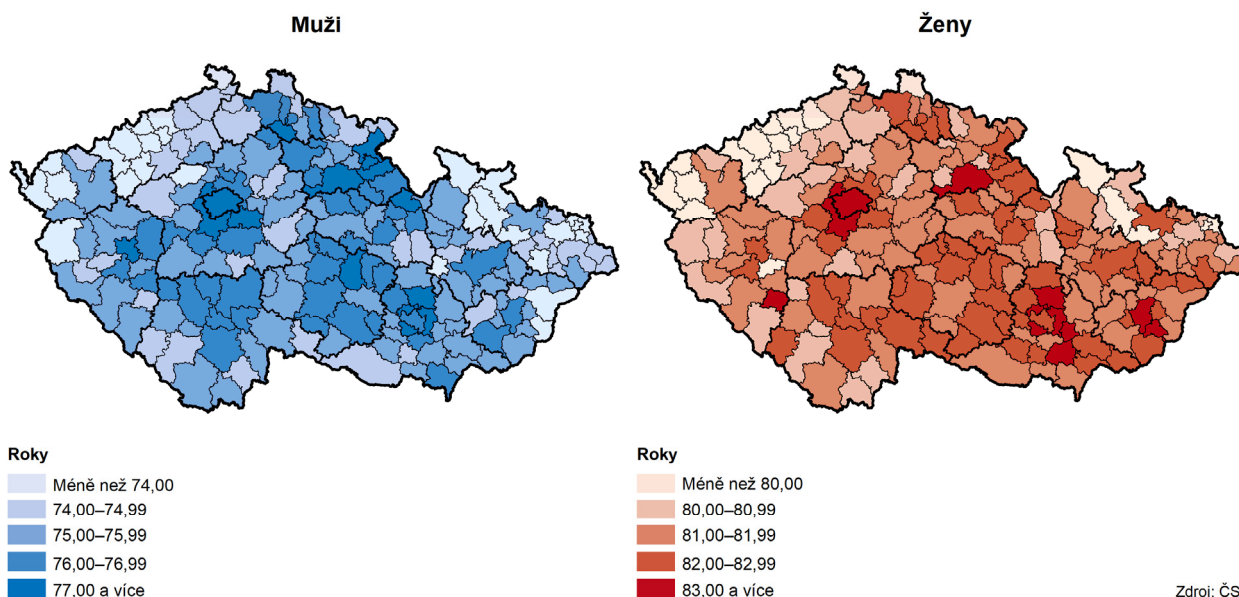 Muži
Ženy
Roky
Méně než 74,00
74,00–74,99
75,00–75,99
76,00–76,99
77,00 a více
Roky
Méně než 80,00
80,00–80,99
81,00–81,99
82,00–82,99
83,00 a více
Zdroj: ČS